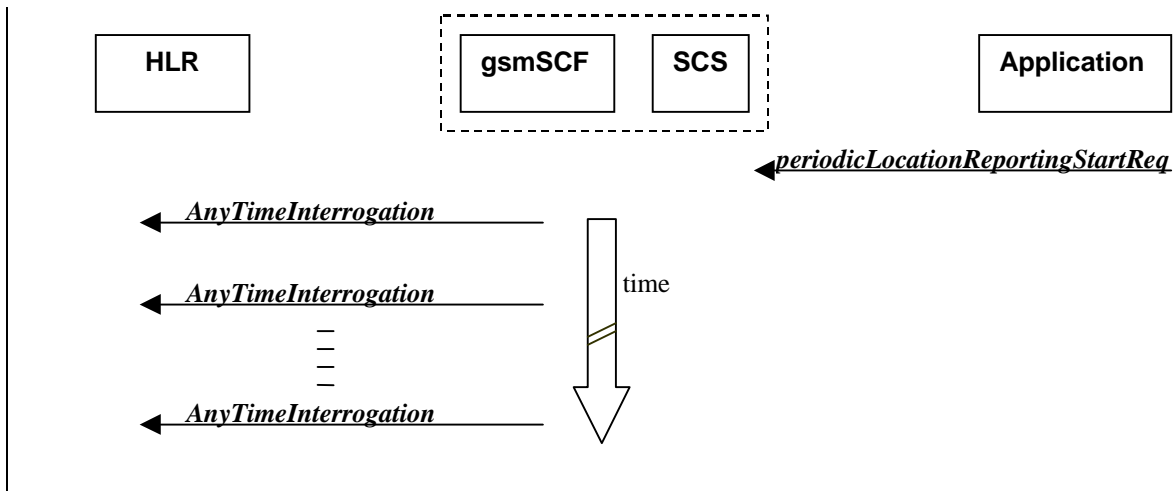 HLR
gsmSCF
SCS
Application
periodicLocationReportingStartReq
AnyTimeInterrogation
AnyTimeInterrogation
time
AnyTimeInterrogation